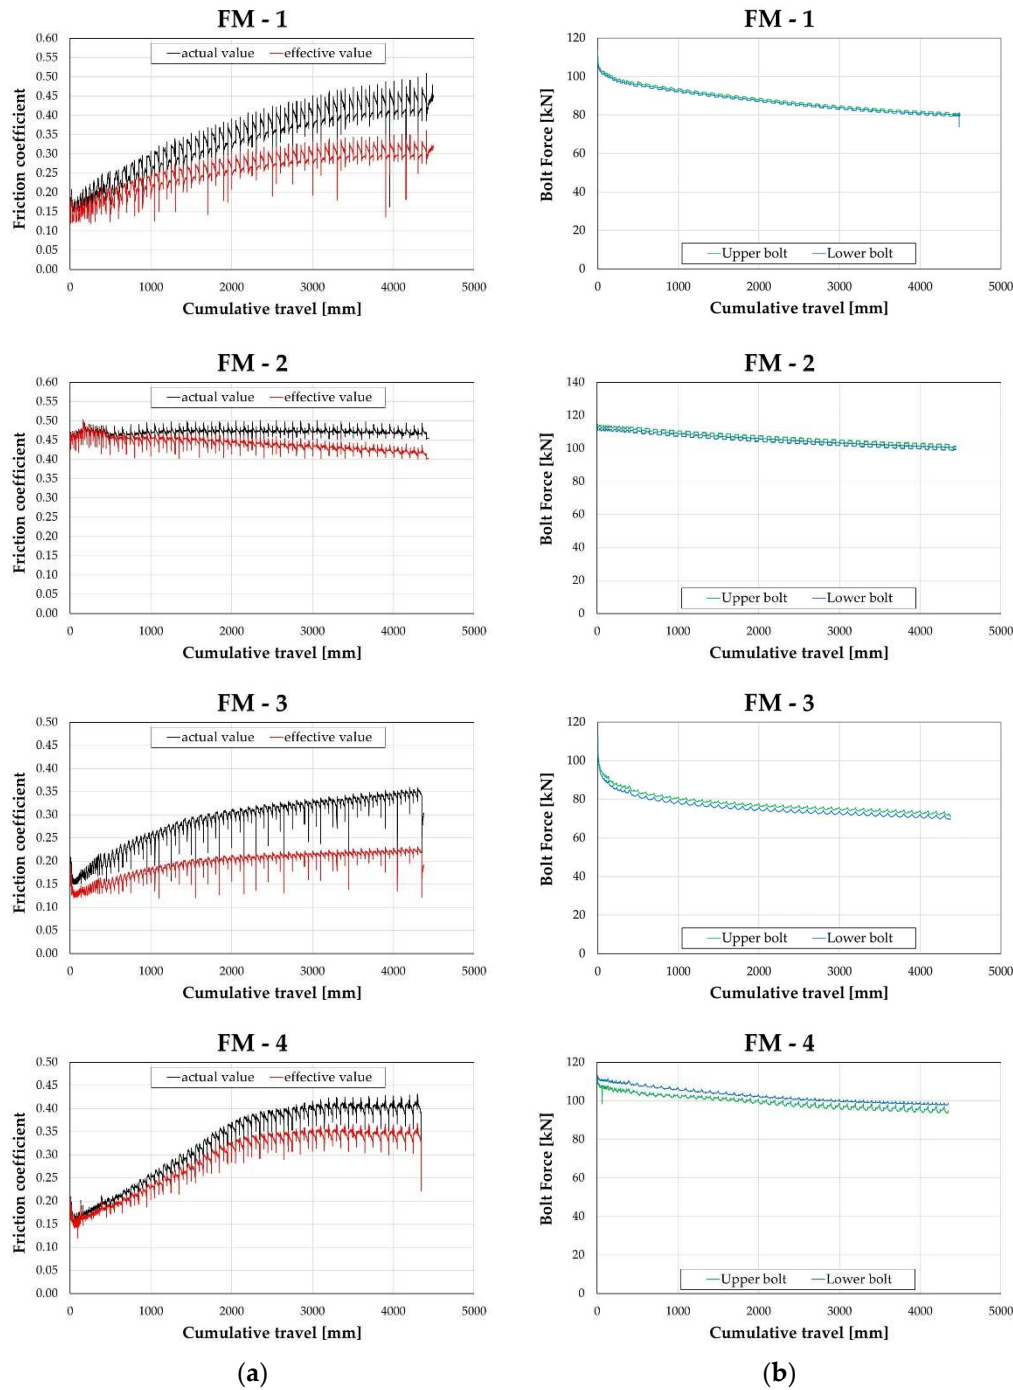 FM - 1
FM - 1
0.60
0.55
0.50
0.45
0.40
0.35
0.30
0.25
0.20
0.15
0.10
0.05
0.00
Friction coefficient
actual value
effective value
0 1000 2000 3000 4000 5000
Cumulative travel [mm]
120
100
80
60
40
20
0
Bolt Force [kN]
Upper bolt
Lower bolt
0 1000 2000 3000 4000 5000
Cumulative travel [mm]
FM - 2
FM - 2
0.60
0.55
0.50
0.45
0.40
0.35
0.30
0.25
0.20
0.15
0.10
0.05
0.00
Friction coefficient
actual value
effective value
0 1000 2000 3000 4000 5000
Cumulative travel [mm]
140
120
100
80
60
40
20
0
Bolt Force [kN]
Upper bolt
Lower bolt
0 1000 2000 3000 4000 5000
Cumulative travel [mm]
FM - 3
FM - 3
0.50
0.45
0.40
0.35
0.30
0.25
0.20
0.15
0.10
0.05
0.00
Friction coefficient
actual value
effective value
0 1000 2000 3000 4000 5000
Cumulative travel [mm]
120
100
80
60
40
20
0
Bolt Force [kN]
Upper bolt
Lower bolt
0 1000 2000 3000 4000 5000
Cumulative travel [mm]
FM - 4
FM - 4
0.50
0.45
0.40
0.35
0.30
0.25
0.20
0.15
0.10
0.05
0.00
Friction coefficient
actual value
effective value
0 1000 2000 3000 4000 5000
Cumulative travel [mm]
120
100
80
60
40
20
0
Bolt Force [kN]
Upper bolt
Lower bolt
0 1000 2000 3000 4000 5000
Cumulative travel [mm]
(a)
(b)